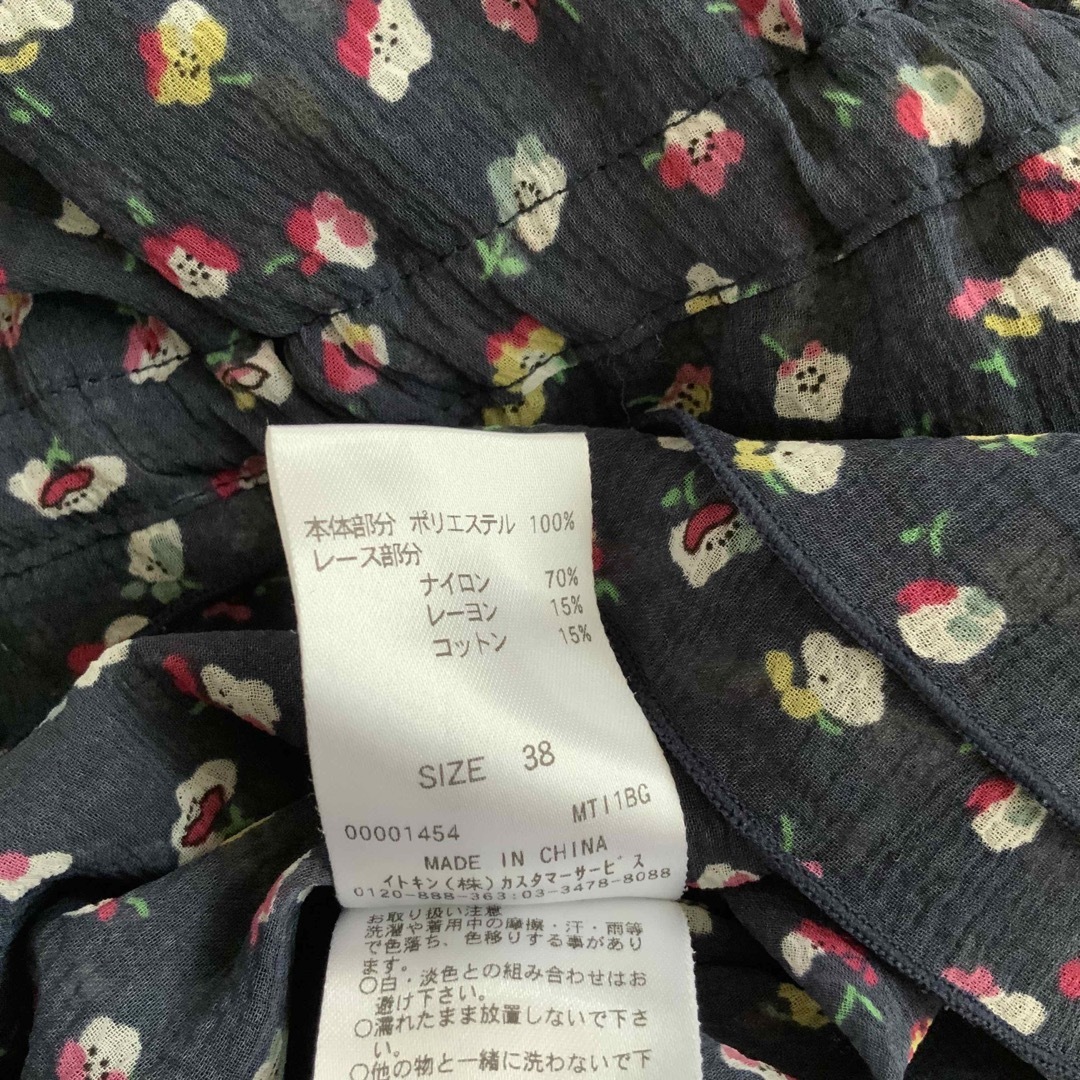 本体部分 ポリエステル 100%
レース部分
ナイロン 70%
レーヨン 15%
コットン 15%
SIZE 38
MTI1BG
00001454
MADE IN CHINA
イトキン(株)カスタマーサービス
0120-888-363:03-3478-8088
お取り扱い注意
洗濯や着用中の摩擦・汗・雨等
で色落ち、色移りする事があり
ます。
○白・淡色との組み合わせはお
避け下さい。
○濡れたまま放置しないで下さ
い。
○他の物と一緒に洗わないで下